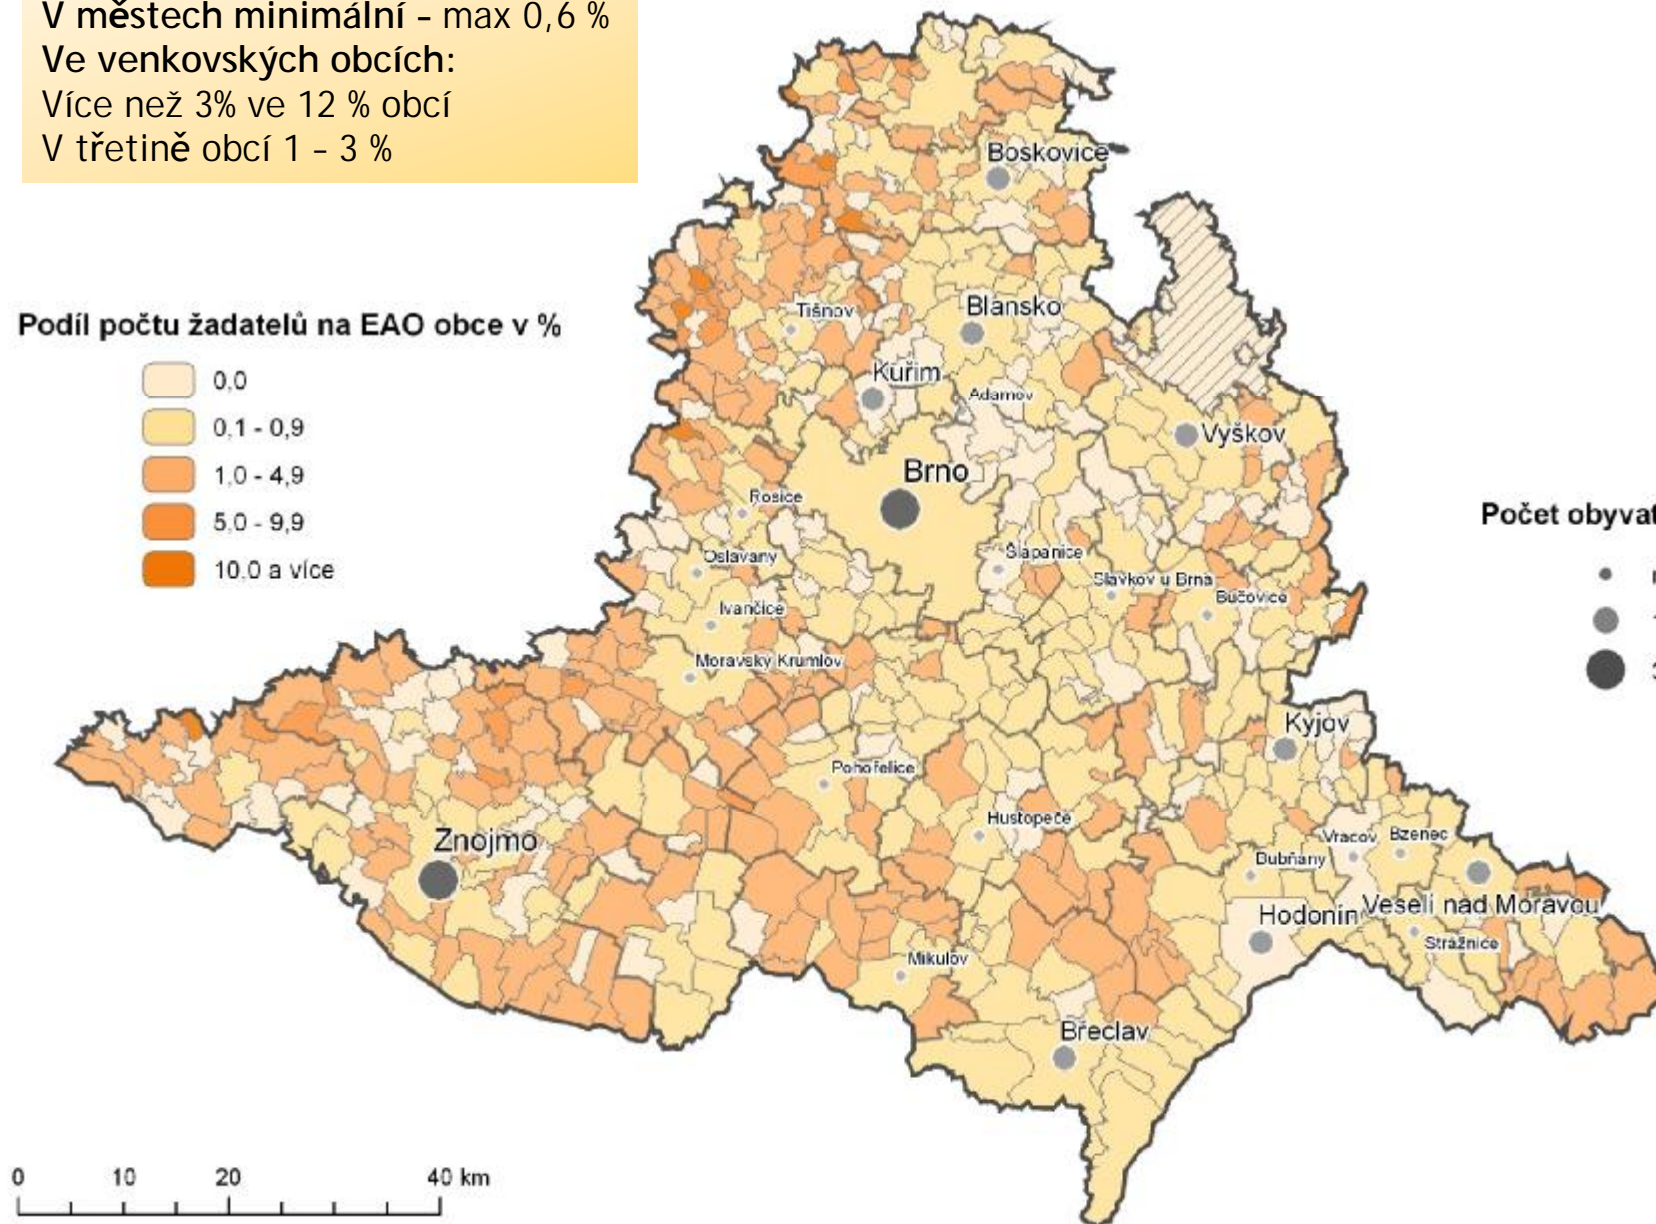 V městech minimální – max 0,6 %
Ve venkovských obcích:
Více než 3% ve 12 % obcí
V třetině obcí 1 – 3 %
Podíl počtu žadatelů na EAO obce v %
0,0
0,1 - 0,9
1,0 - 4,9
5,0 - 9,9
10,0 a více
Boskovice
Tišnov
Blansko
Kuřim
Adamov
Vyškov
Brno
Rosice
Počet obyvat
Oslavany
Šlapanice
Slavkov u Brna
Bučovice
Ivančice
Moravský Krumlov
Kyjov
Pohořelice
Hustopeče
Znojmo
Vracov
Bzenec
Dubňany
Hodonín
Veselí nad Moravou
Strážnice
Mikulov
Břeclav
0 10 20 40 km